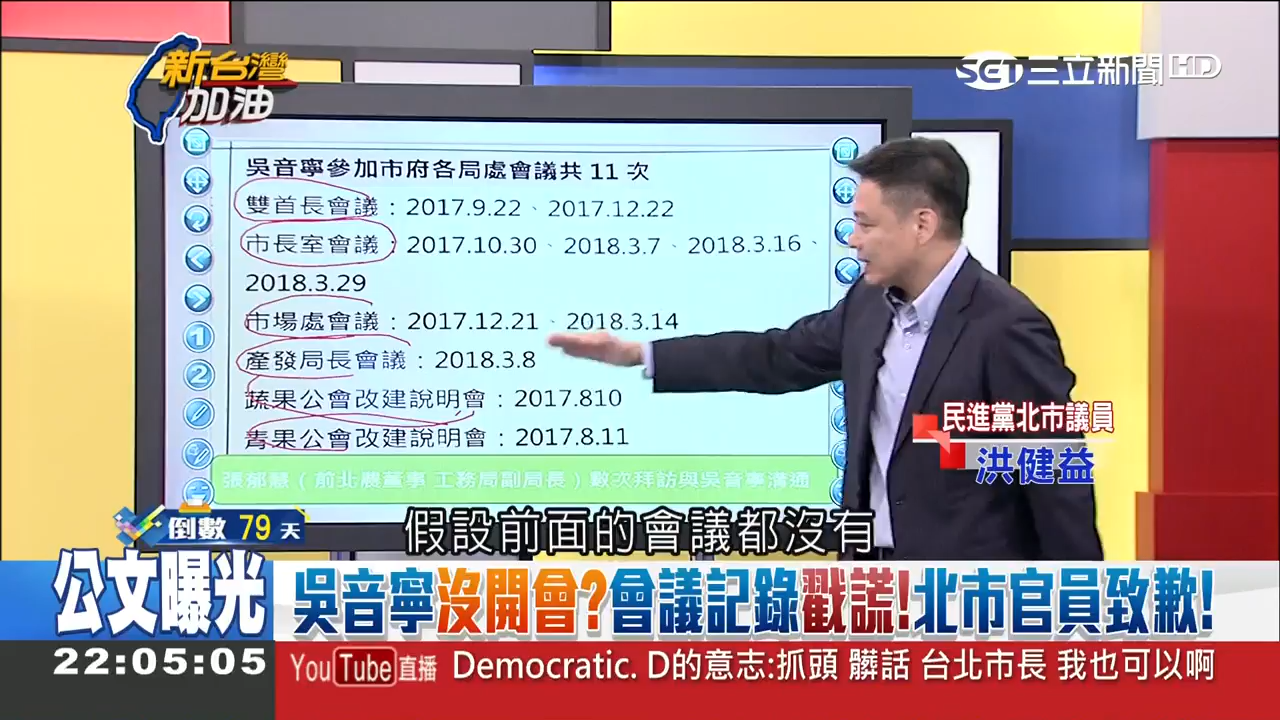 新台灣
加油
SET三立新聞HD
吳音寧參加市府各局處會議共 11 次
雙首長會議：2017.9.22、2017.12.22
市長室會議：2017.10.30、2018.3.7、2018.3.16、
2018.3.29
市場處會議：2017.12.21、2018.3.14
產發局長會議：2018.3.8
蔬果公會改建說明會：2017.810
青果公會改建說明會：2017.8.11
張郁慧（前北農董事 工務局副局長）數次拜訪與吳音寧溝通
1
2
民進黨北市議員
洪健益
倒數 79 天
假設前面的會議都沒有
公文曝光
吳音寧沒開會?會議記錄戳謊!北市官員致歉!
22:05:05
YouTube直播
Democratic. D的意志:抓頭 髒話 台北市長 我也可以啊